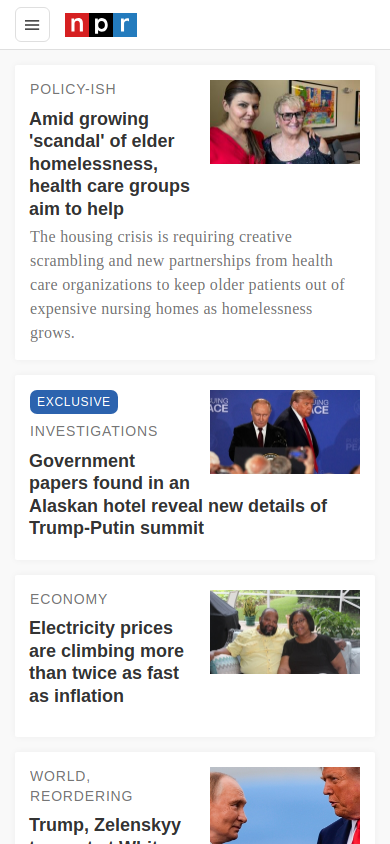 npr
POLICY-ISH
Amid growing
'scandal' of elder
homelessness,
health care groups
aim to help
The housing crisis is requiring creative
scrambling and new partnerships from health
care organizations to keep older patients out of
expensive nursing homes as homelessness
grows.
EXCLUSIVE
INVESTIGATIONS
Government
papers found in an
Alaskan hotel reveal new details of
Trump-Putin summit
ECONOMY
Electricity prices
are climbing more
than twice as fast
as inflation
WORLD,
REORDERING
Trump, Zelenskyy